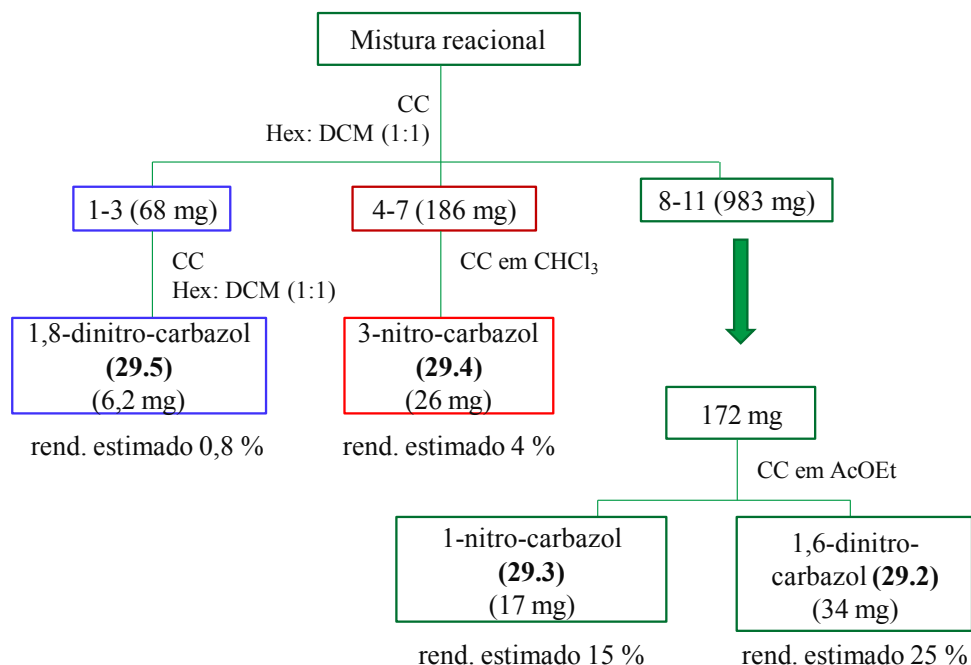 Mistura reacional
CC
Hex: DCM (1:1)
1-3 (68 mg)
4-7 (186 mg)
8-11 (983 mg)
CC
Hex: DCM (1:1)
CC em CHCl₃
1,8-dinitro-carbazol
(29.5)
(6,2 mg)
rend. estimado 0,8 %
3-nitro-carbazol
(29.4)
(26 mg)
rend. estimado 4 %
172 mg
CC em AcOEt
1-nitro-carbazol
(29.3)
(17 mg)
rend. estimado 15 %
1,6-dinitro-
carbazol (29.2)
(34 mg)
rend. estimado 25 %